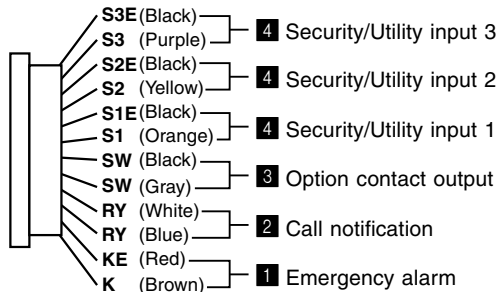 S3E (Black)
S3 (Purple)
4 Security/Utility input 3
S2E (Black)
S2 (Yellow)
4 Security/Utility input 2
S1E (Black)
S1 (Orange)
4 Security/Utility input 1
SW (Black)
SW (Gray)
3 Option contact output
RY (White)
RY (Blue)
2 Call notification
KE (Red)
K (Brown)
1 Emergency alarm